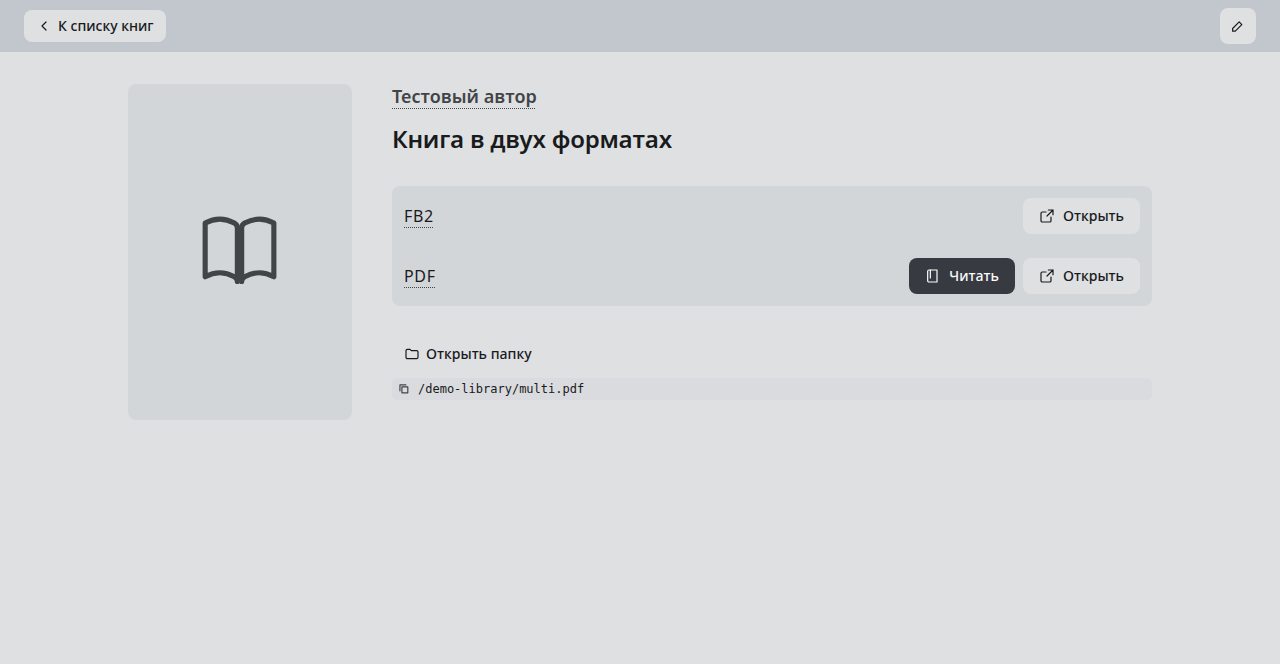 К списку книг
Тестовый автор
Книга в двух форматах
FB2
Открыть
PDF
Читать
Открыть
Открыть папку
/demo-library/multi.pdf